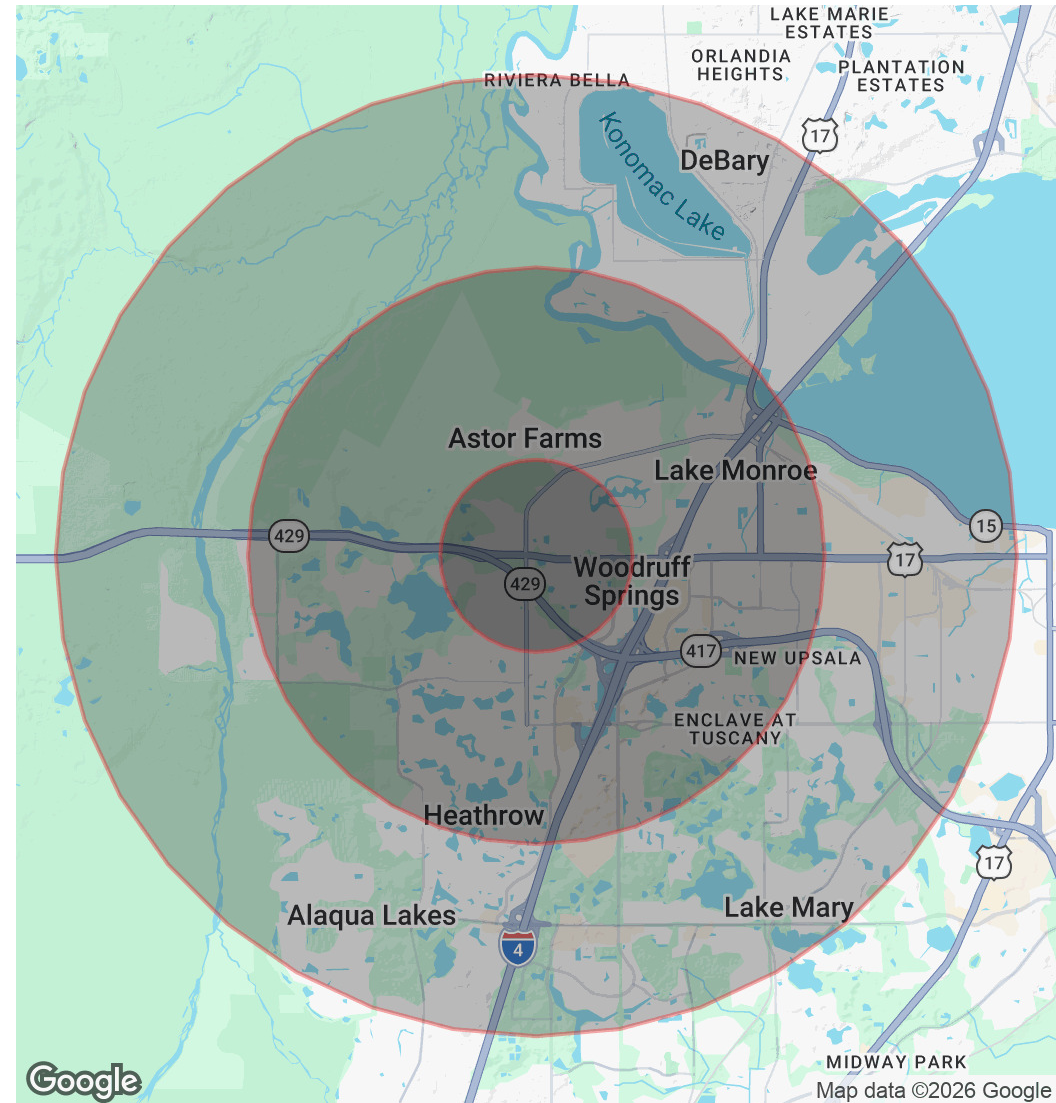 LAKE MARIE
ESTATES
ORLANDIA
HEIGHTS
PLANTATION
ESTATES
RIVIERA BELLA
17
Konomac Lake
DeBary
Astor Farms
Lake Monroe
15
429
17
Woodruff
Springs
429
417
NEW UPSALA
ENCLAVE AT
TUSCANY
Heathrow
17
Alaqua Lakes
Lake Mary
4
MIDWAY PARK
Google
Map data ©2026 Google